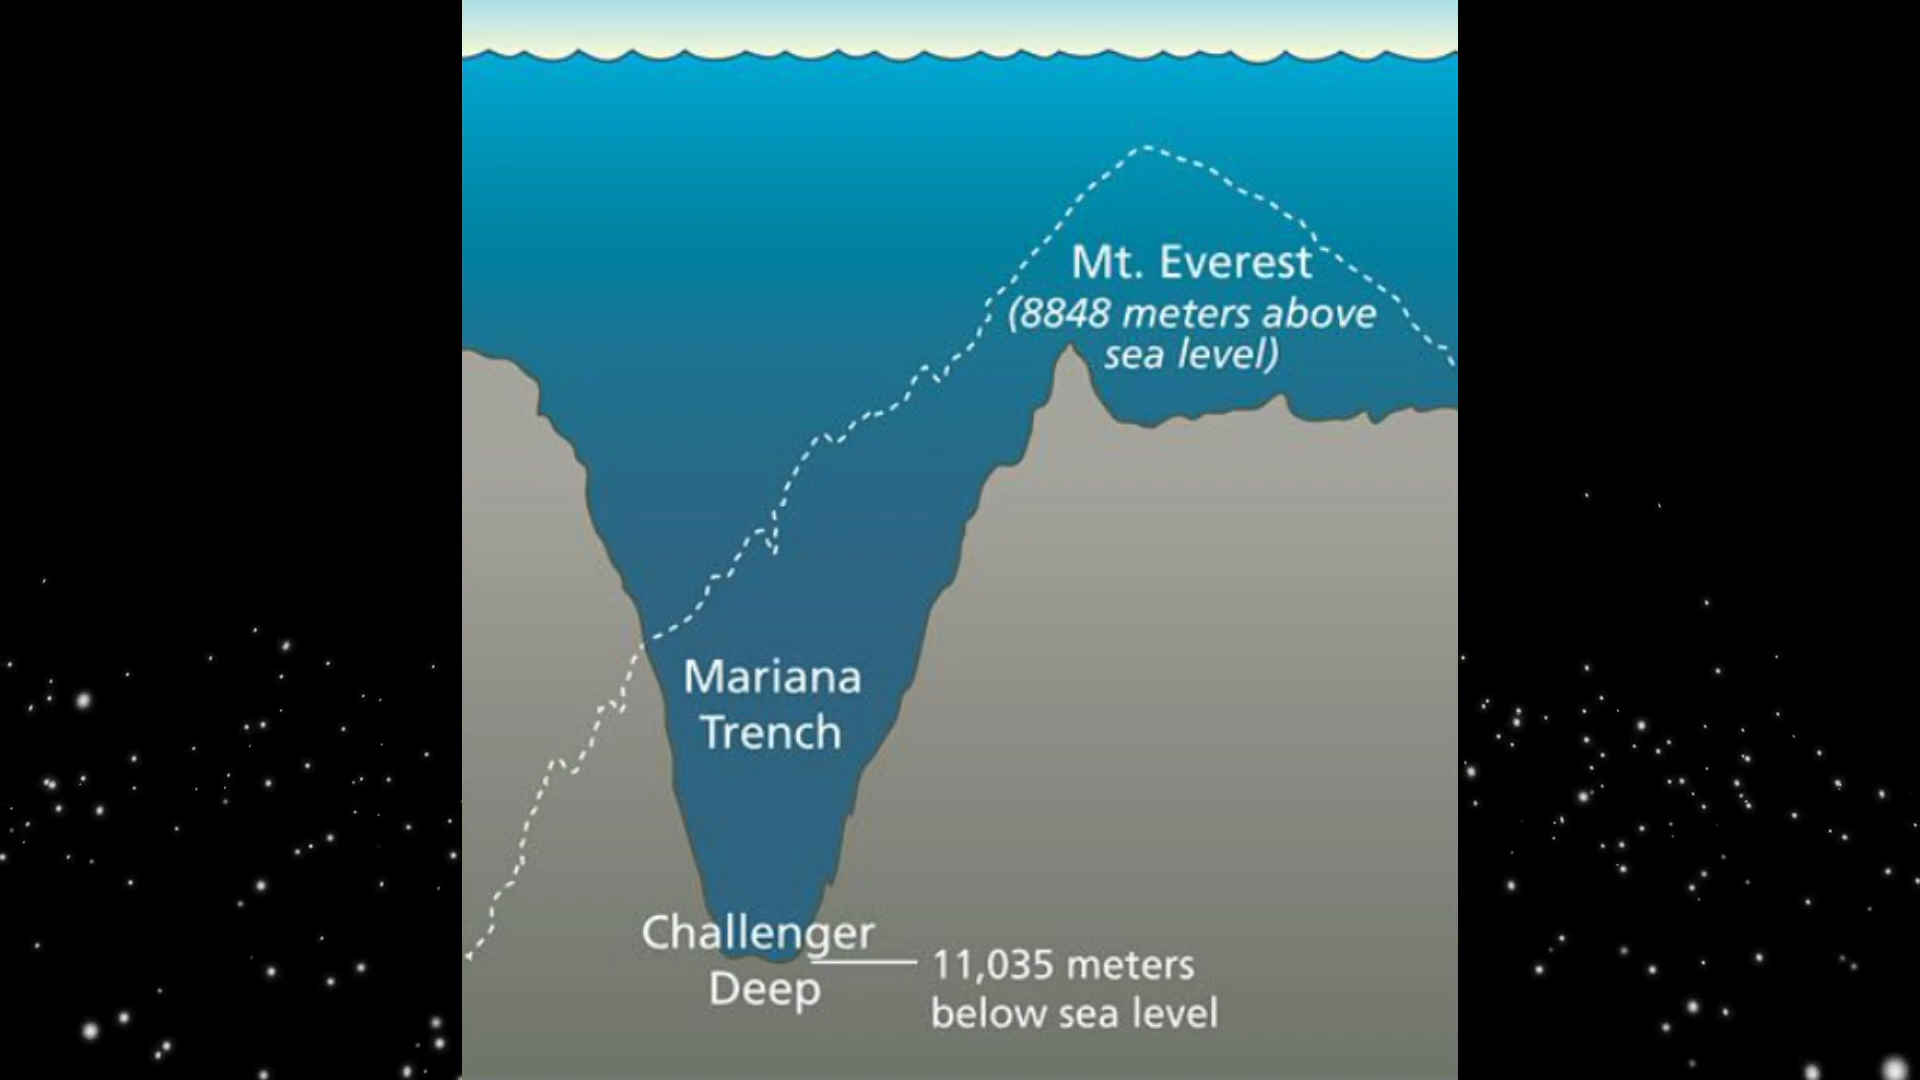 Mt. Everest
(8848 meters above
sea level)
Mariana
Trench
Challenger
Deep
11,035 meters
below sea level